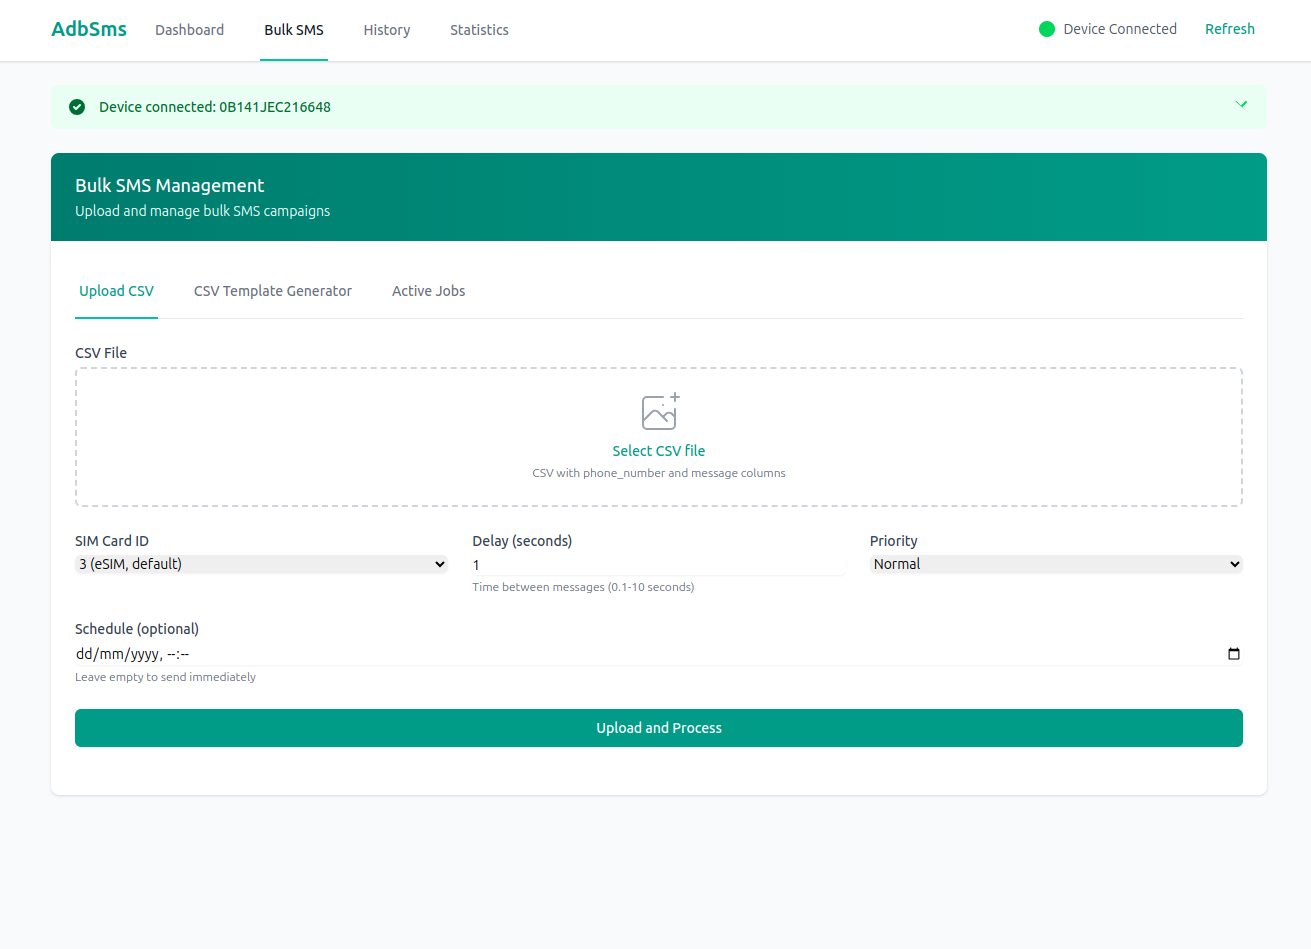 AdbSms Dashboard Bulk SMS History Statistics Device Connected Refresh
Device connected: 0B141JEC216648
Bulk SMS Management
Upload and manage bulk SMS campaigns
Upload CSV CSV Template Generator Active Jobs
CSV File
Select CSV file
CSV with phone_number and message columns
SIM Card ID Delay (seconds) Priority
3 (eSIM, default) 1 Normal
Time between messages (0.1-10 seconds)
Schedule (optional)
dd/mm/yyyy, --:--
Leave empty to send immediately
Upload and Process